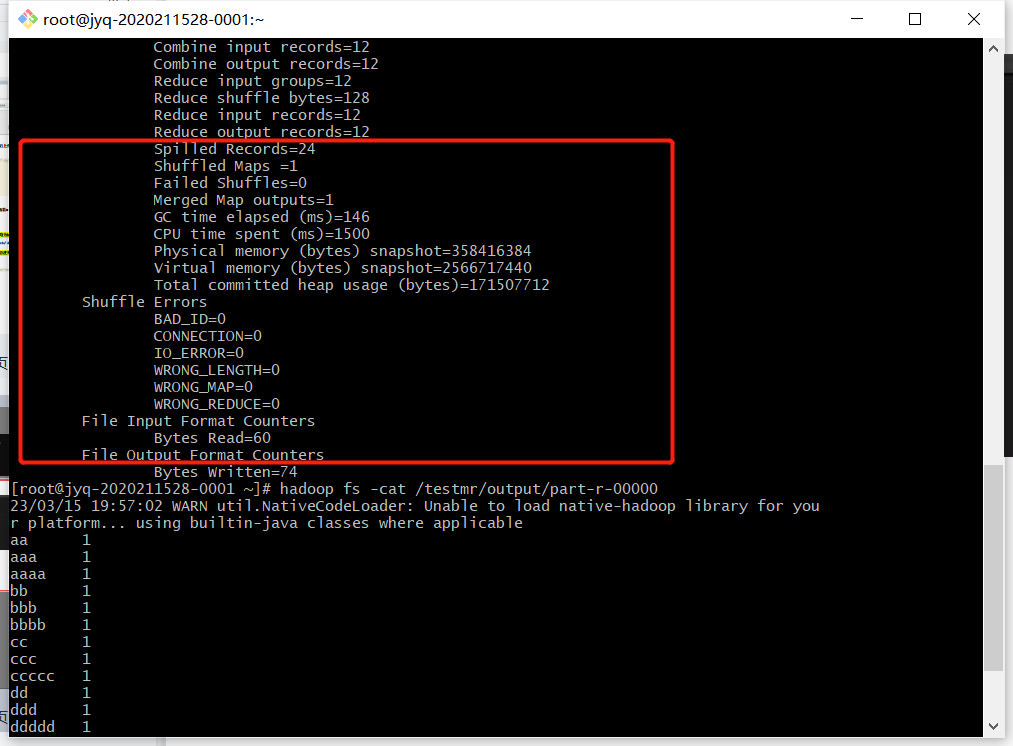 root@jyq-2020211528-0001:~
Combine input records=12
Combine output records=12
Reduce input groups=12
Reduce shuffle bytes=128
Reduce input records=12
Reduce output records=12
Spilled Records=24
Shuffled Maps =1
Failed Shuffles=0
Merged Map outputs=1
GC time elapsed (ms)=146
CPU time spent (ms)=1500
Physical memory (bytes) snapshot=358416384
Virtual memory (bytes) snapshot=2566717440
Total committed heap usage (bytes)=171507712
Shuffle Errors
BAD_ID=0
CONNECTION=0
IO_ERROR=0
WRONG_LENGTH=0
WRONG_MAP=0
WRONG_REDUCE=0
File Input Format Counters
Bytes Read=60
File Output Format Counters
Bytes Written=74
[root@jyq-2020211528-0001 ~]# hadoop fs -cat /testmr/output/part-r-00000
23/03/15 19:57:02 WARN util.NativeCodeLoader: Unable to load native-hadoop library for you
r platform... using builtin-java classes where applicable
aa 1
aaa 1
aaaa 1
bb 1
bbb 1
bbbb 1
cc 1
ccc 1
ccccc 1
dd 1
ddd 1
ddddd 1